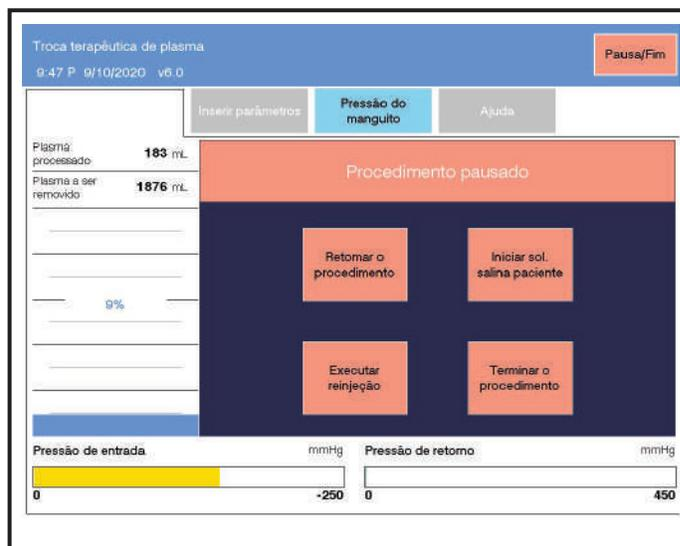 Troca terapêutica de plasma
9:47 P 9/10/2020 v6.0
Pausa/Fim
Inserir parâmetros
Pressão do
manguito
Ajuda
Plasma
processado 183 mL
Plasma a ser
removido 1876 mL
9%
Procedimento pausado
Retomar o
procedimento
Iniciar sol.
salina paciente
Executar
reinjeção
Terminar o
procedimento
Pressão de entrada mmHg
0 -250
Pressão de retorno mmHg
0 450